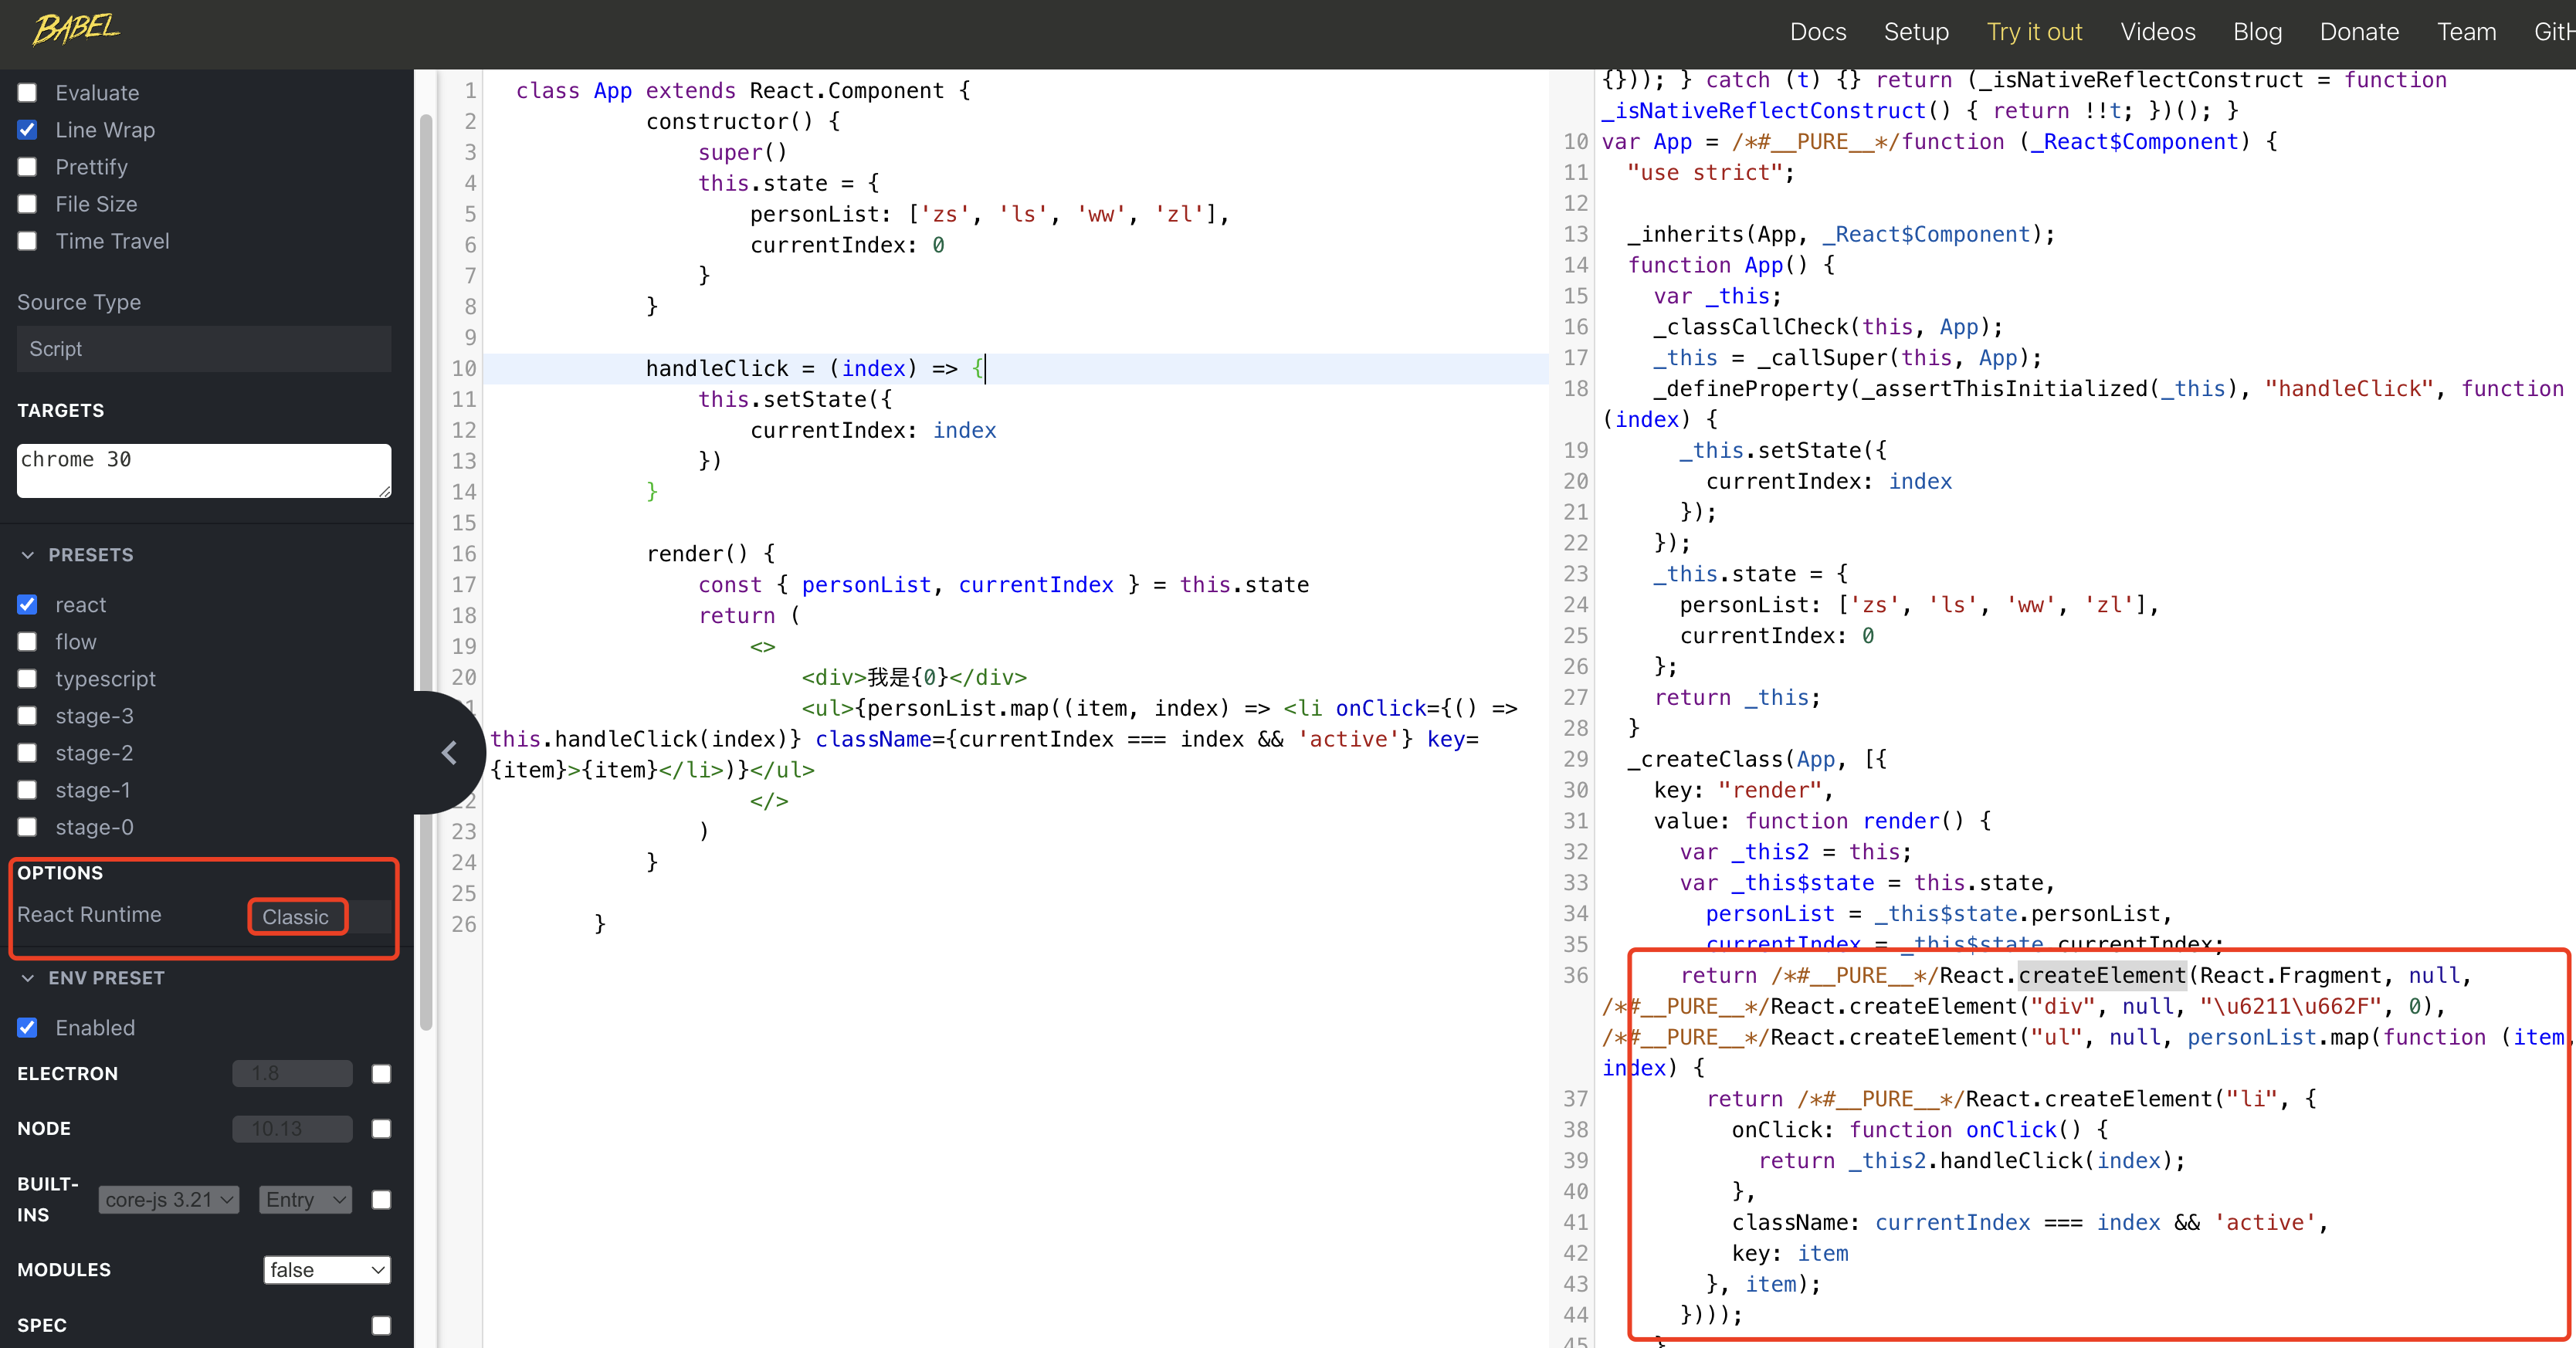 BABEL
Docs Setup Try it out Videos Blog Donate Team GitH
Evaluate
Line Wrap
Prettify
File Size
Time Travel
Source Type
Script
TARGETS
chrome 30
PRESETS
react
flow
typescript
stage-3
stage-2
stage-1
stage-0
OPTIONS
React Runtime Classic
ENV PRESET
Enabled
ELECTRON 1.8
NODE 10.13
BUILT-
INS core-js 3.21 Entry
MODULES false
SPEC
1 class App extends React.Component {
2 constructor() {
3 super()
4 this.state = {
5 personList: ['zs', 'ls', 'ww', 'zl'],
6 currentIndex: 0
7 }
8 }
9
10 handleClick = (index) => {
11 this.setState({
12 currentIndex: index
13 })
14 }
15
16 render() {
17 const { personList, currentIndex } = this.state
18 return (
19 <>
20 <div>我是{0}</div>
21 <ul>{personList.map((item, index) => <li onClick={() =>
this.handleClick(index)} className={currentIndex === index && 'active'} key=
{item}>{item}</li>)}</ul>
22 </>
23 )
24 }
25
26 }
{})); } catch (t) {} return (_isNativeReflectConstruct = function
_isNativeReflectConstruct() { return !!t; })(); }
10 var App = /*#__PURE__*/function (_React$Component) {
11 "use strict";
12
13 _inherits(App, _React$Component);
14 function App() {
15 var _this;
16 _classCallCheck(this, App);
17 _this = _callSuper(this, App);
18 _defineProperty(_assertThisInitialized(_this), "handleClick", function
(index) {
19 _this.setState({
20 currentIndex: index
21 });
22 });
23 _this.state = {
24 personList: ['zs', 'ls', 'ww', 'zl'],
25 currentIndex: 0
26 };
27 return _this;
28 }
29 _createClass(App, [{
30 key: "render",
31 value: function render() {
32 var _this2 = this;
33 var _this$state = this.state,
34 personList = _this$state.personList,
35 currentIndex = _this$state.currentIndex;
36 return /*#__PURE__*/React.createElement(React.Fragment, null,
/*#__PURE__*/React.createElement("div", null, "\u6211\u662F", 0),
/*#__PURE__*/React.createElement("ul", null, personList.map(function (item,
index) {
37 return /*#__PURE__*/React.createElement("li", {
38 onClick: function onClick() {
39 return _this2.handleClick(index);
40 },
41 className: currentIndex === index && 'active',
42 key: item
43 }, item);
44 })));
45 }